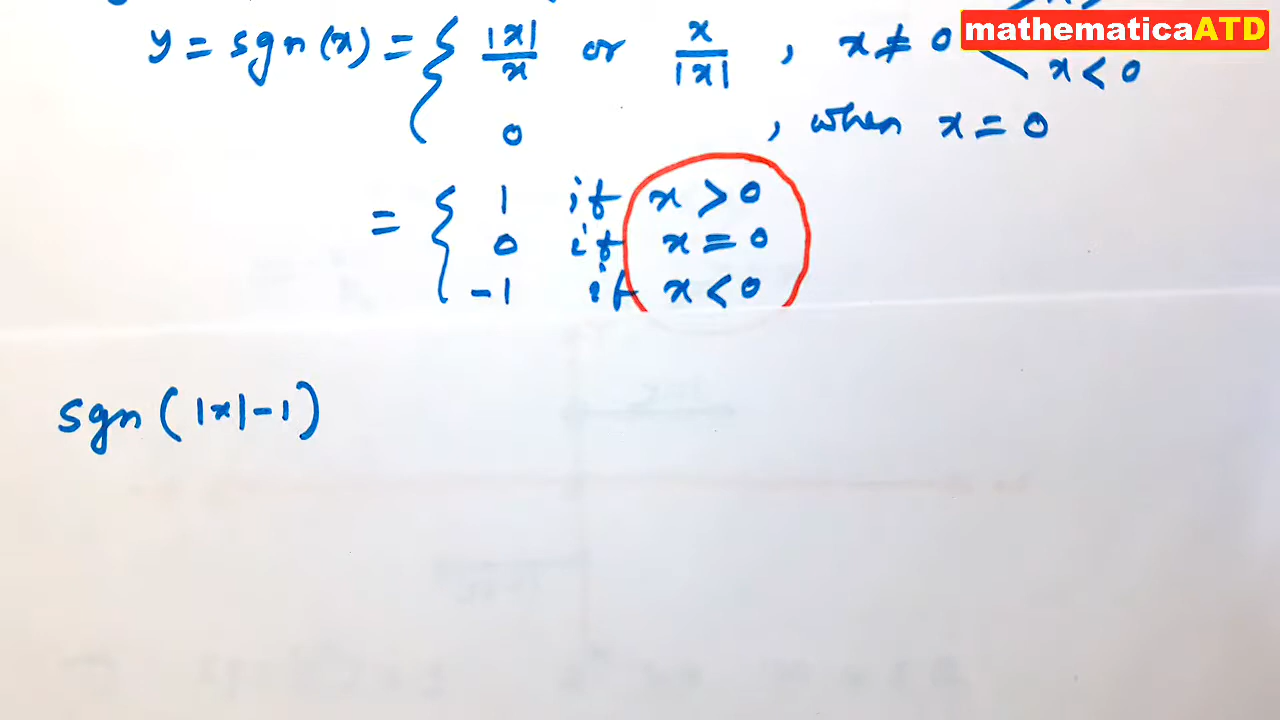 mathematicaATD
y = sgn(x) = { |x|/x or x/|x| , x ≠ 0
x < 0
0 , when x = 0
= { 1 if x > 0
0 if x = 0
-1 if x < 0
sgn(|x|-1)